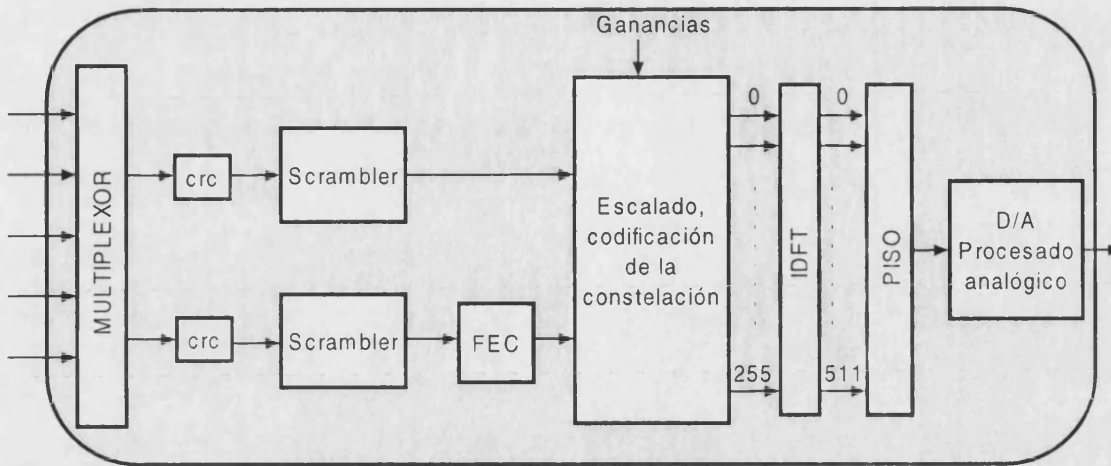 Ganancias
MULTIPLEXOR
crc
Scrambler
crc
Scrambler
FEC
Escalado,
codificación
de la
constelación
0
255
IDFT
0
511
PISO
D/A
Procesado
analógico